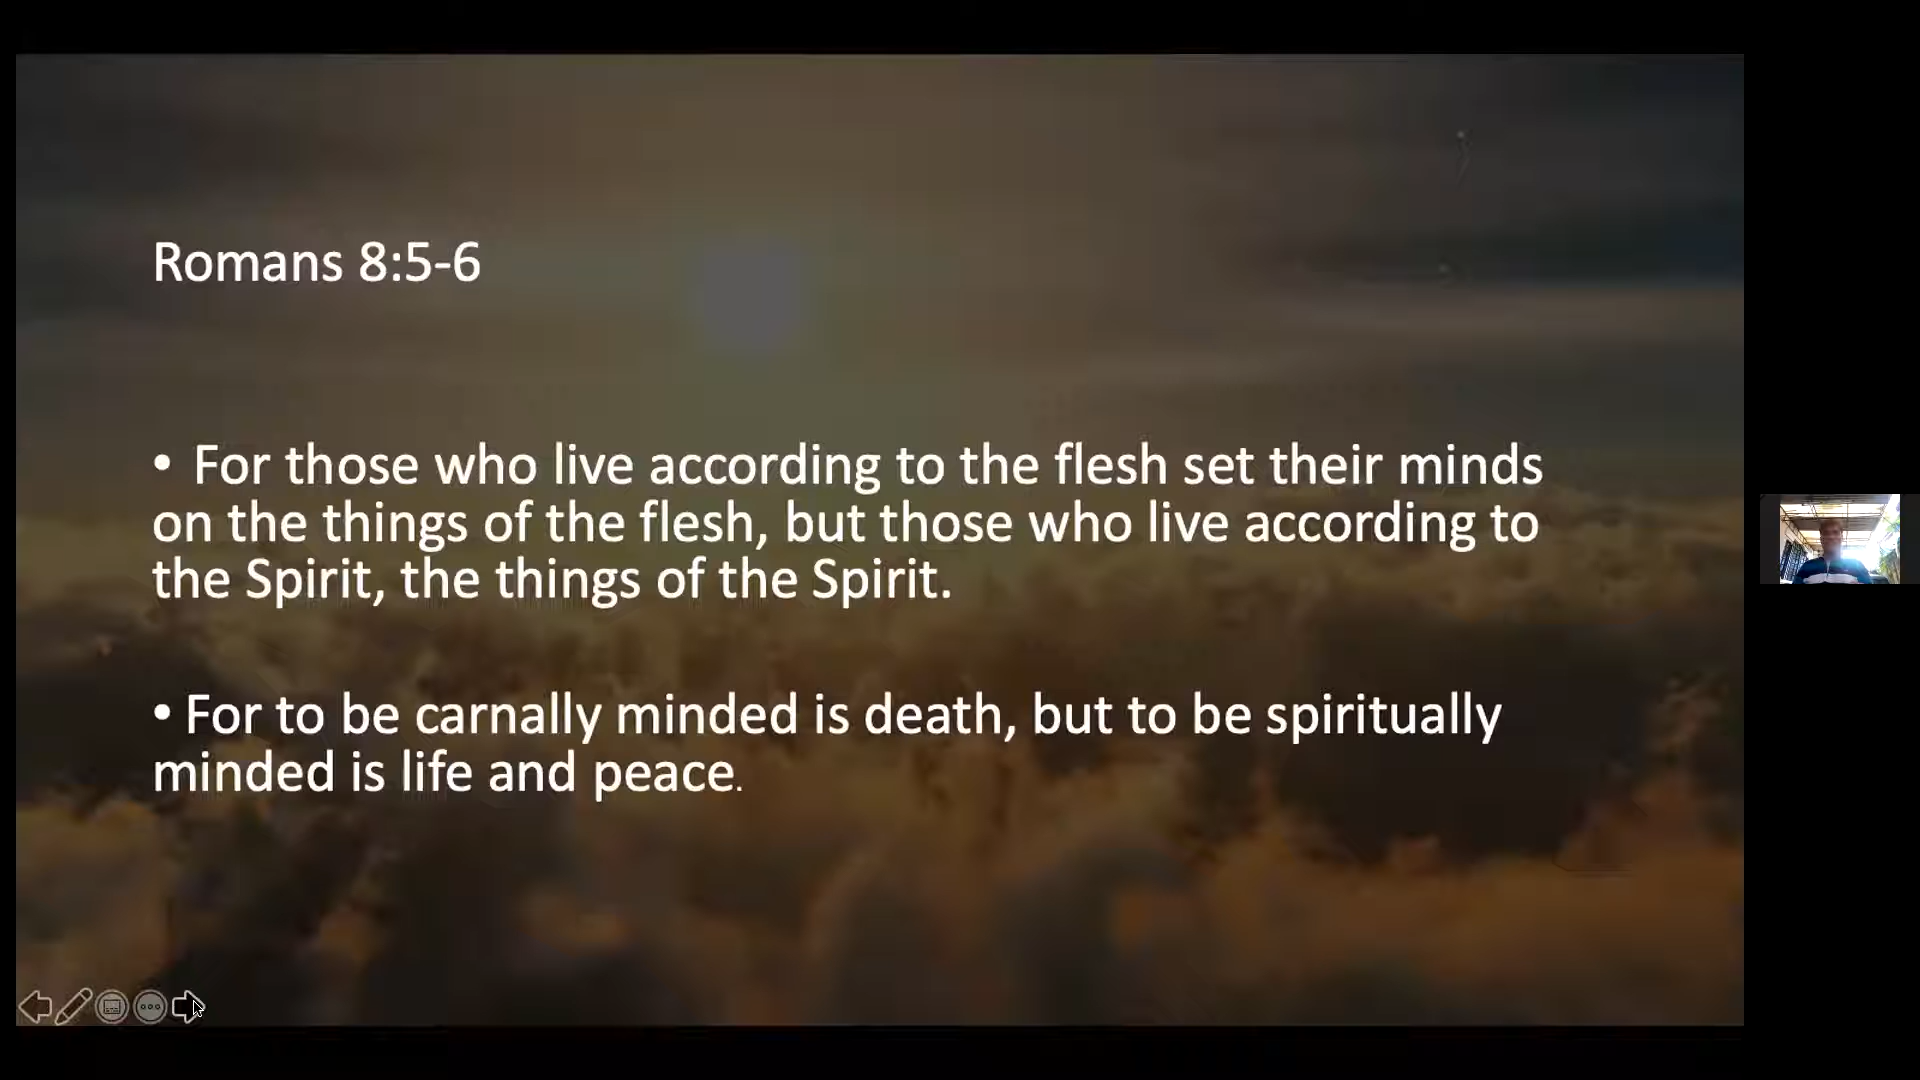 Romans 8:5-6
• For those who live according to the flesh set their minds
on the things of the flesh, but those who live according to
the Spirit, the things of the Spirit.
• For to be carnally minded is death, but to be spiritually
minded is life and peace.